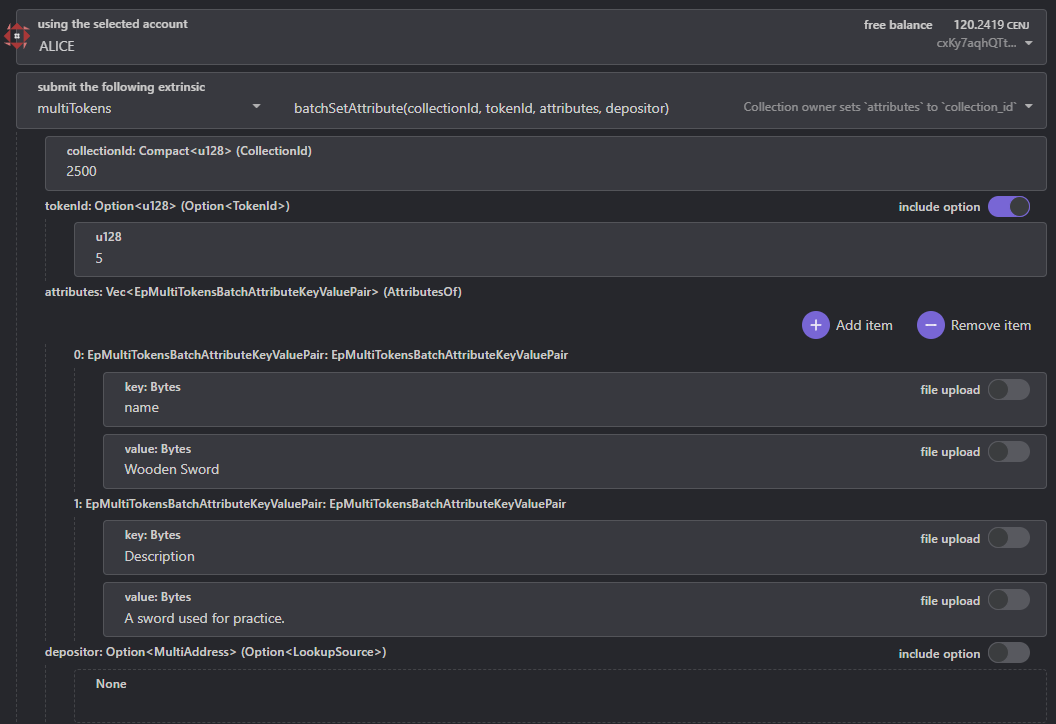 using the selected account
free balance 120.2419 CENJ
ALICE
cxKy7aqhQTt...
submit the following extrinsic
multiTokens
batchSetAttribute(collectionId, tokenId, attributes, depositor)
Collection owner sets `attributes` to `collection_id`
collectionId: Compact<u128> (CollectionId)
2500
tokenId: Option<u128> (Option<TokenId>)
include option
u128
5
attributes: Vec<EpMultiTokensBatchAttributeKeyValuePair> (AttributesOf)
Add item
Remove item
0: EpMultiTokensBatchAttributeKeyValuePair: EpMultiTokensBatchAttributeKeyValuePair
key: Bytes
name
file upload
value: Bytes
Wooden Sword
file upload
1: EpMultiTokensBatchAttributeKeyValuePair: EpMultiTokensBatchAttributeKeyValuePair
key: Bytes
Description
file upload
value: Bytes
A sword used for practice.
file upload
depositor: Option<MultiAddress> (Option<LookupSource>)
include option
None